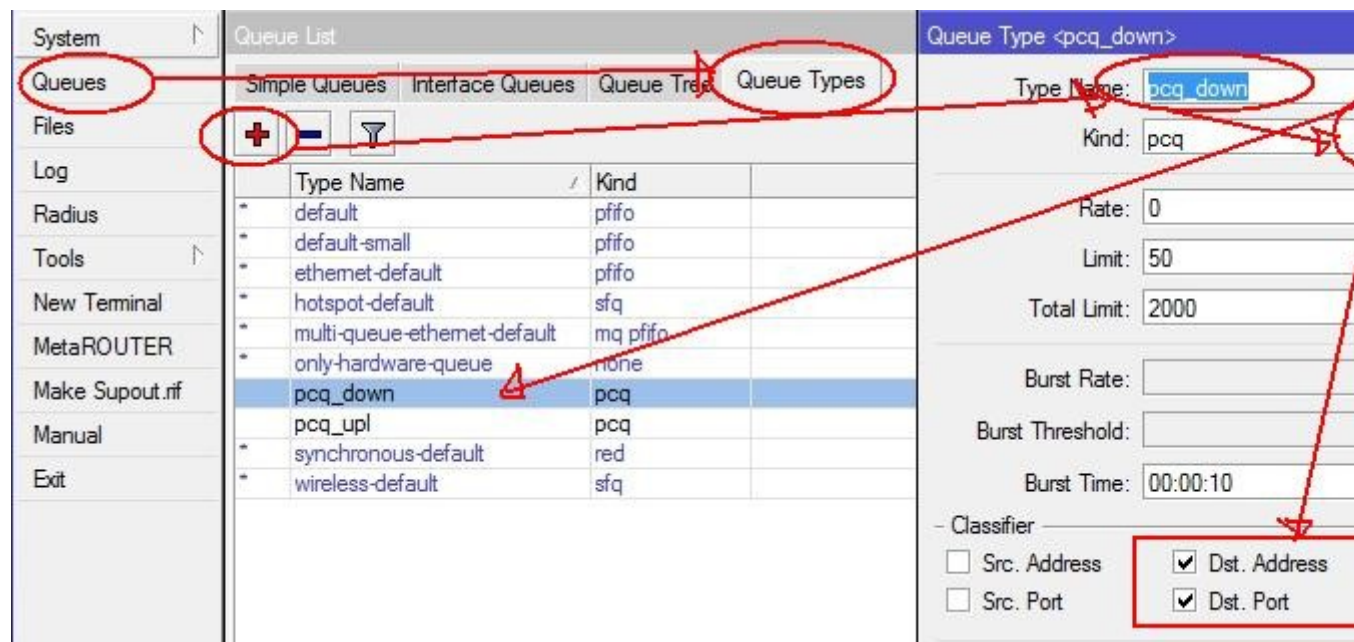 System
Queues
Files
Log
Radius
Tools
New Terminal
MetaROUTER
Make Supout.rif
Manual
Exit
Queue List
Simple Queues Interface Queues Queue Tree Queue Types
Type Name / Kind
* default pfifo
* default-small pfifo
* ethernet-default pfifo
* hotspot-default sfq
* multi-queue-ethernet-default mq pfifo
* only-hardware-queue none
pcq_down pcq
pcq_upl pcq
* synchronous-default red
* wireless-default sfq
Queue Type <pcq_down>
Type Name: pcq_down
Kind: pcq
Rate: 0
Limit: 50
Total Limit: 2000
Burst Rate:
Burst Threshold:
Burst Time: 00:00:10
Classifier
Src. Address Dst. Address
Src. Port Dst. Port